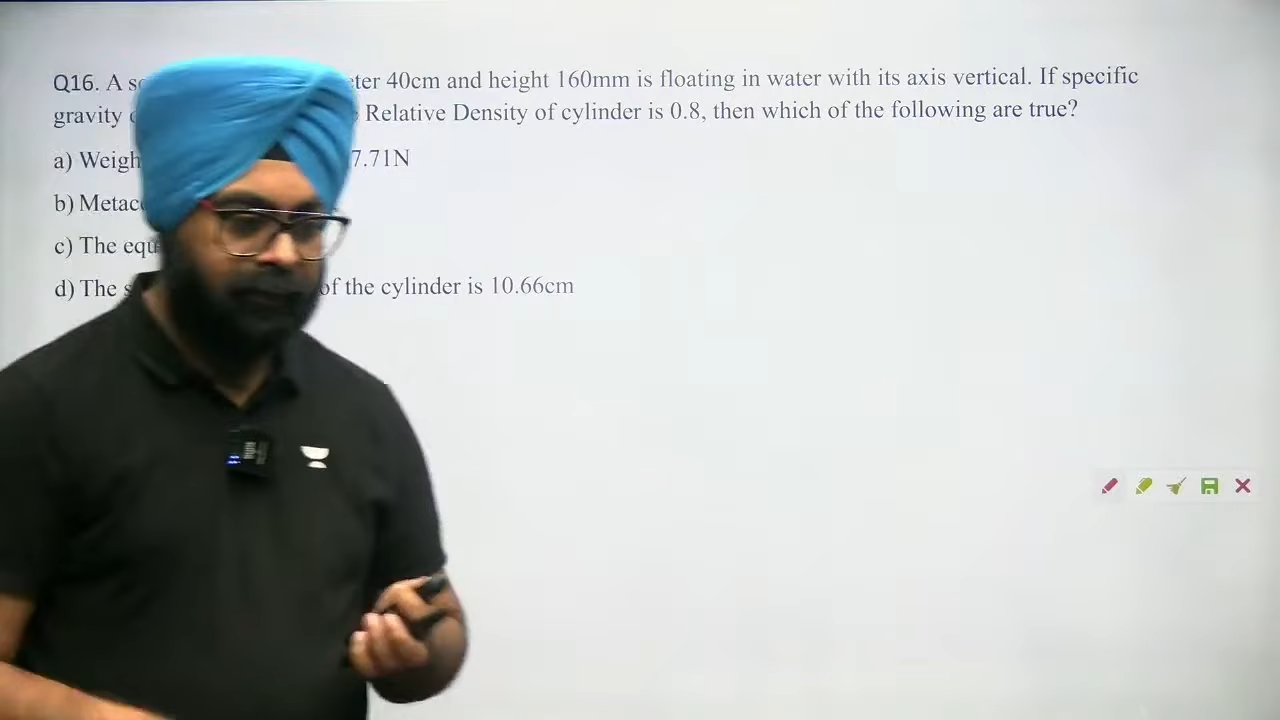 Q16. A eter 40cm and height 160mm is floating in water with its axis vertical. If specific
gravity Relative Density of cylinder is 0.8, then which of the following are true?
a) Weigh 7.71N
b) Metac
c) The equ
d) The s of the cylinder is 10.66cm